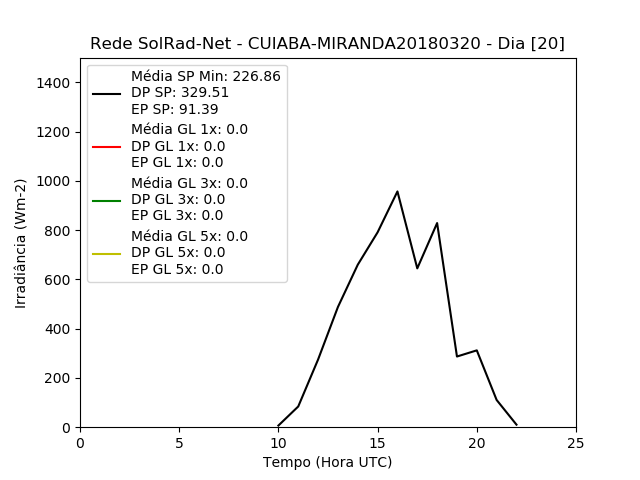 Rede SolRad-Net - CUIABA-MIRANDA20180320 - Dia [20]
Média SP Min: 226.86
DP SP: 329.51
EP SP: 91.39
Média GL 1x: 0.0
DP GL 1x: 0.0
EP GL 1x: 0.0
Média GL 3x: 0.0
DP GL 3x: 0.0
EP GL 3x: 0.0
Média GL 5x: 0.0
DP GL 5x: 0.0
EP GL 5x: 0.0
Irradiância (Wm-2)
1400
1200
1000
800
600
400
200
0
0 5 10 15 20 25
Tempo (Hora UTC)